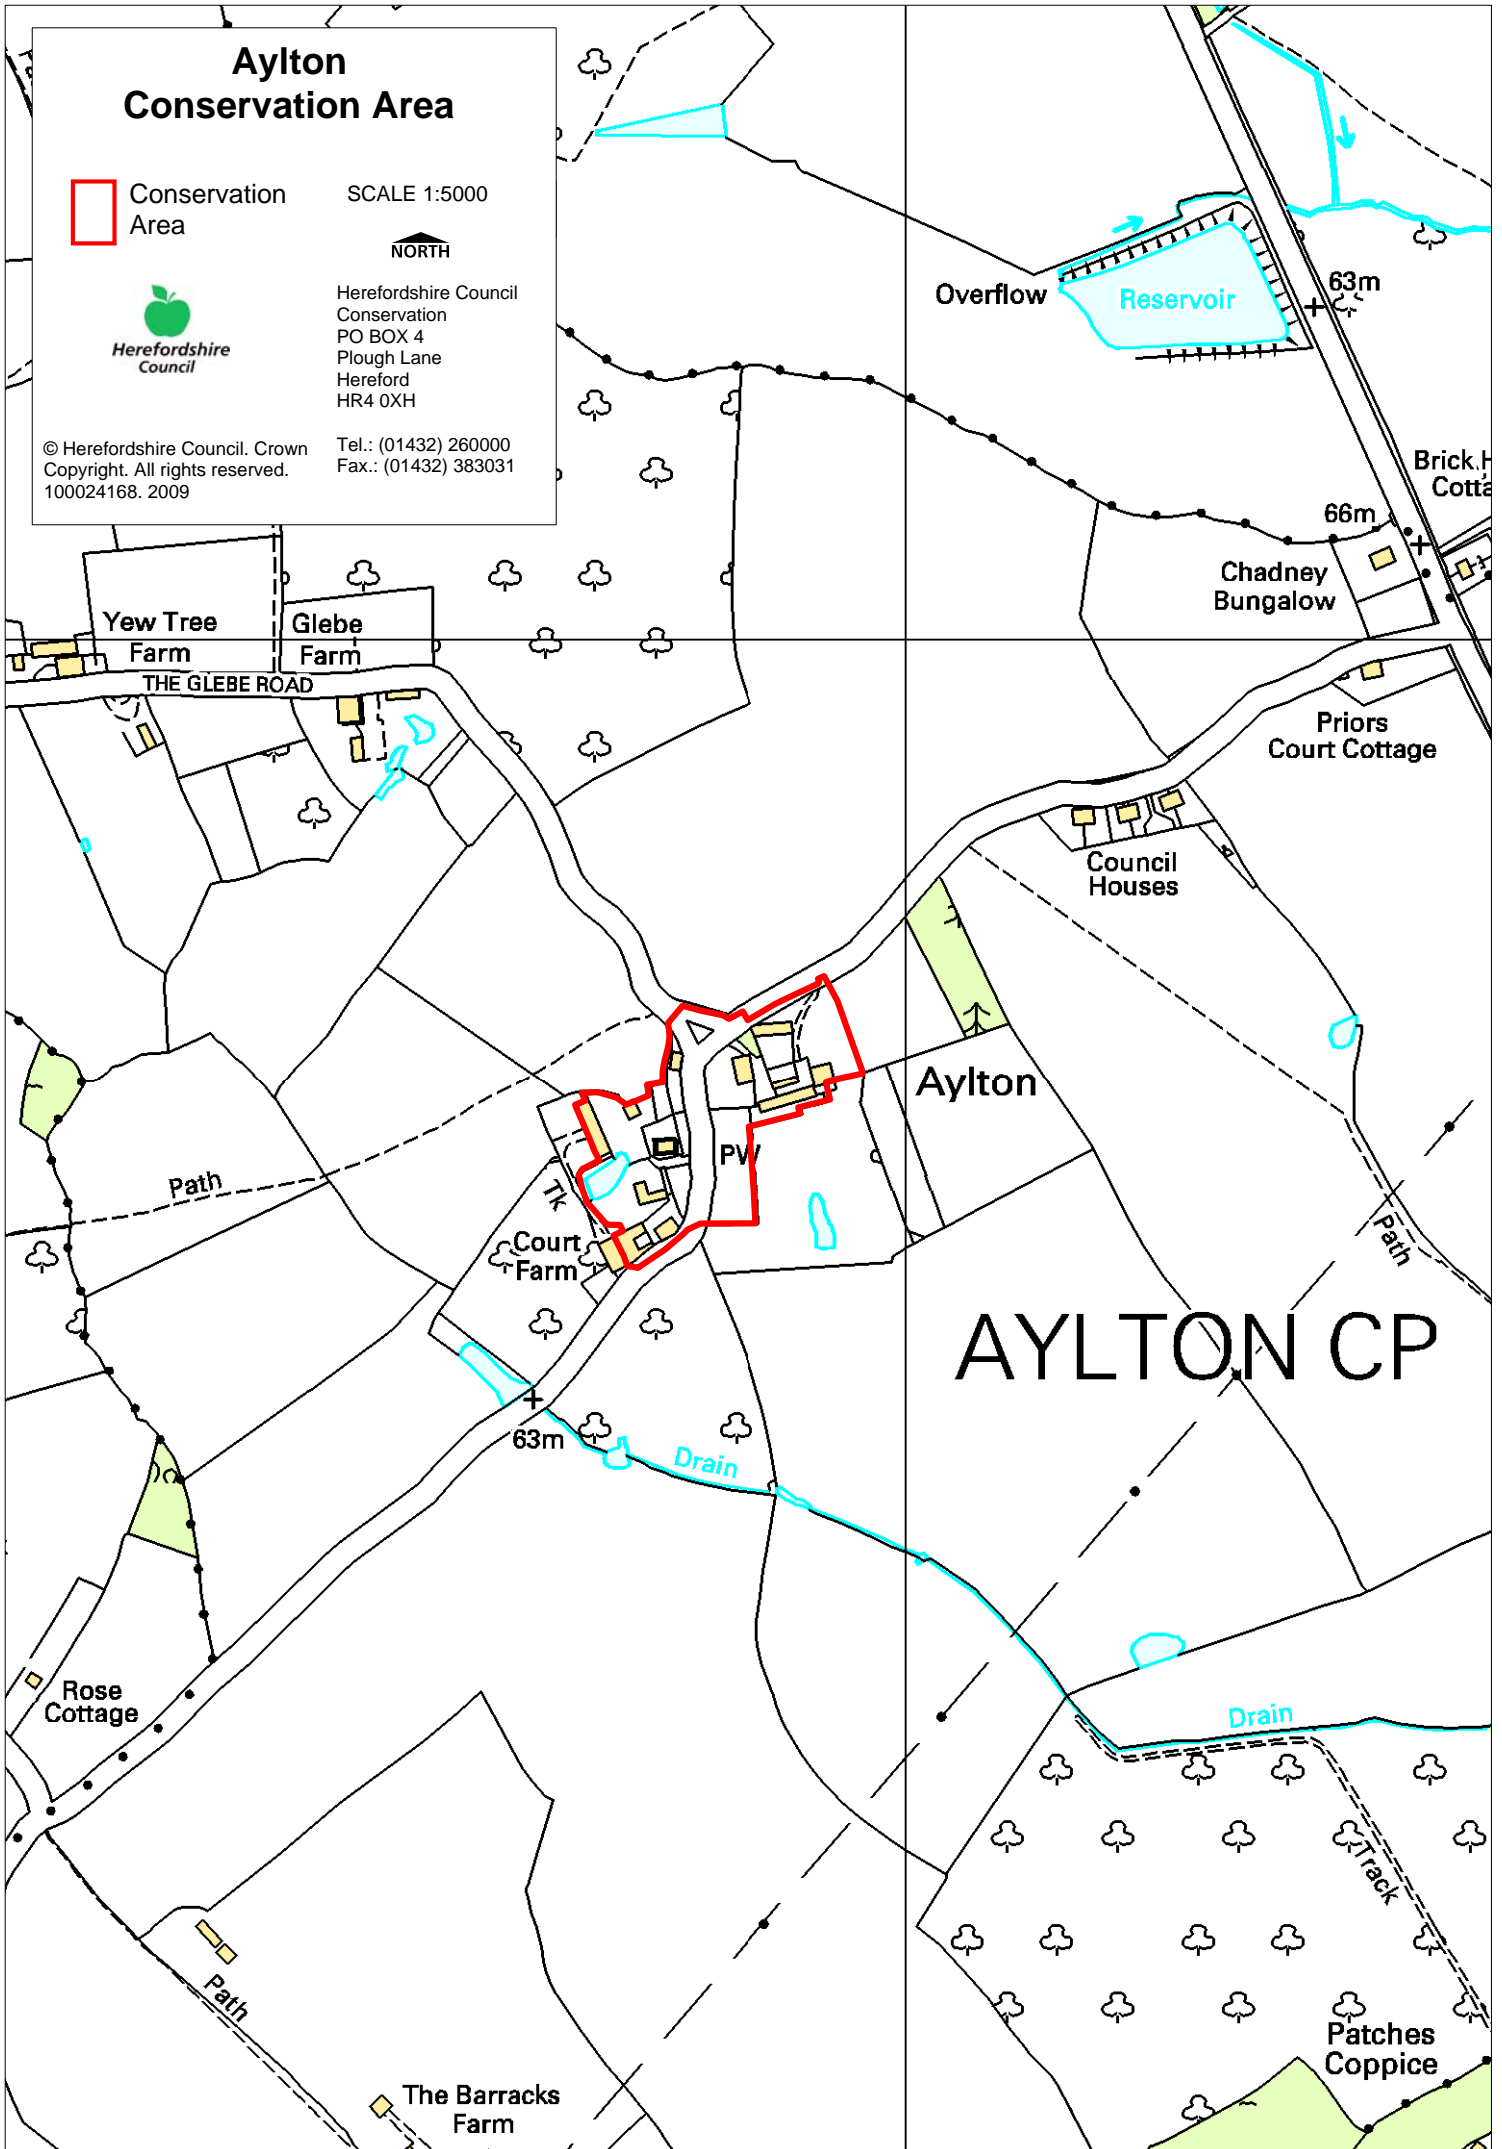 Aylton
Conservation Area
Conservation
Area
SCALE 1:5000
NORTH
Herefordshire
Council
Herefordshire Council
Conservation
PO BOX 4
Plough Lane
Hereford
HR4 0XH
Tel.: (01432) 260000
Fax.: (01432) 383031
© Herefordshire Council. Crown
Copyright. All rights reserved.
100024168. 2009
Overflow
Reservoir
63m
Brick H
Cotta
66m
Chadney
Bungalow
Yew Tree
Farm
Glebe
Farm
THE GLEBE ROAD
Priors
Court Cottage
Council
Houses
Aylton
PW
Path
Tk
Court
Farm
Path
AYLTON CP
63m
Drain
Rose
Cottage
Drain
Track
Path
Patches
Coppice
The Barracks
Farm